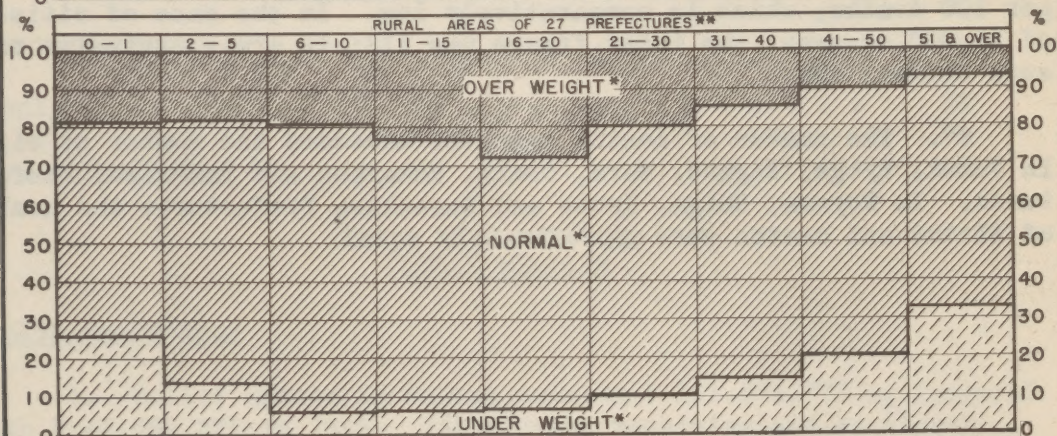 0
% RURAL AREAS OF 27 PREFECTURES** %
0 — 1 2 — 5 6 — 10 11 — 15 16 — 20 21 — 30 31 — 40 41 — 50 51 & OVER
100 100
90 OVER WEIGHT* 90
80 80
70 70
60 60
50 NORMAL* 50
40 40
30 30
20 20
10 10
0 UNDER WEIGHT* 0